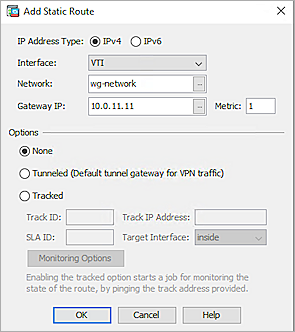 Add Static Route
IP Address Type: IPv4 IPv6
Interface: VTI
Network: wg-network ...
Gateway IP: 10.0.11.11 ... Metric: 1
Options
None
Tunneled (Default tunnel gateway for VPN traffic)
Tracked
Track ID: Track IP Address:
SLA ID: Target Interface: inside
Monitoring Options
Enabling the tracked option starts a job for monitoring the
state of the route, by pinging the track address provided.
OK Cancel Help